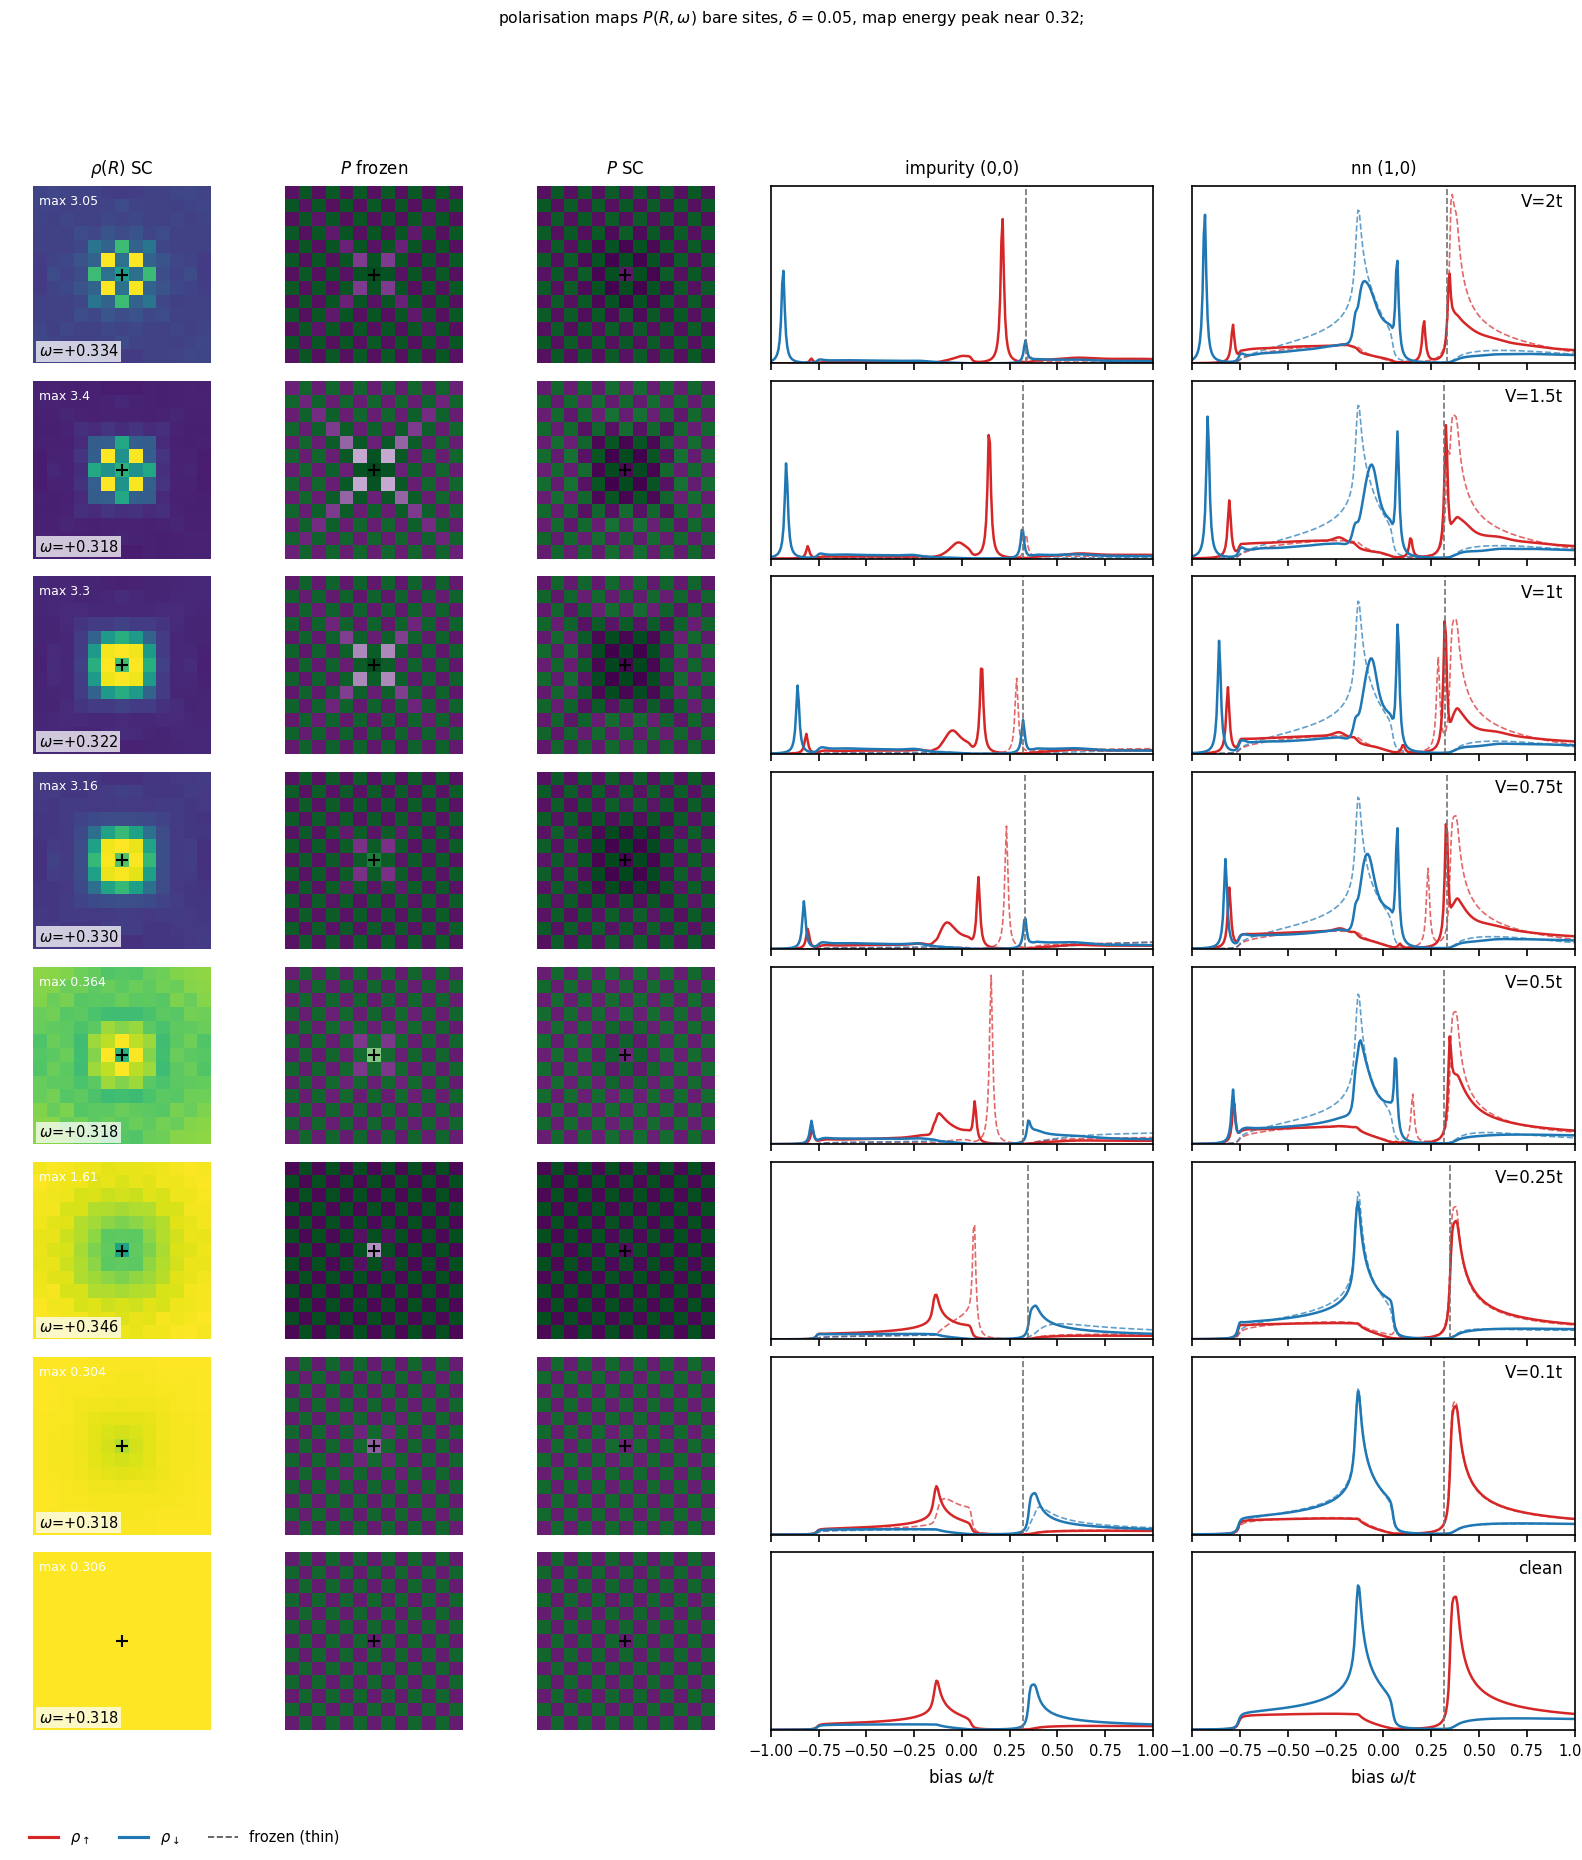 polarisation maps P(R, ω) bare sites, δ = 0.05, map energy peak near 0.32;
ρ(R) SC
P frozen
P SC
impurity (0,0)
nn (1,0)
max 3.05
ω=+0.334
V=2t
max 3.4
ω=+0.318
V=1.5t
max 3.3
ω=+0.322
V=1t
max 3.16
ω=+0.330
V=0.75t
max 0.364
ω=+0.318
V=0.5t
max 1.61
ω=+0.346
V=0.25t
max 0.304
ω=+0.318
V=0.1t
max 0.306
ω=+0.318
clean
−1.00 −0.75 −0.50 −0.25 0.00 0.25 0.50 0.75 1.00
−1.00 −0.75 −0.50 −0.25 0.00 0.25 0.50 0.75 1.0
bias ω/t
bias ω/t
ρ↑ ρ↓ frozen (thin)